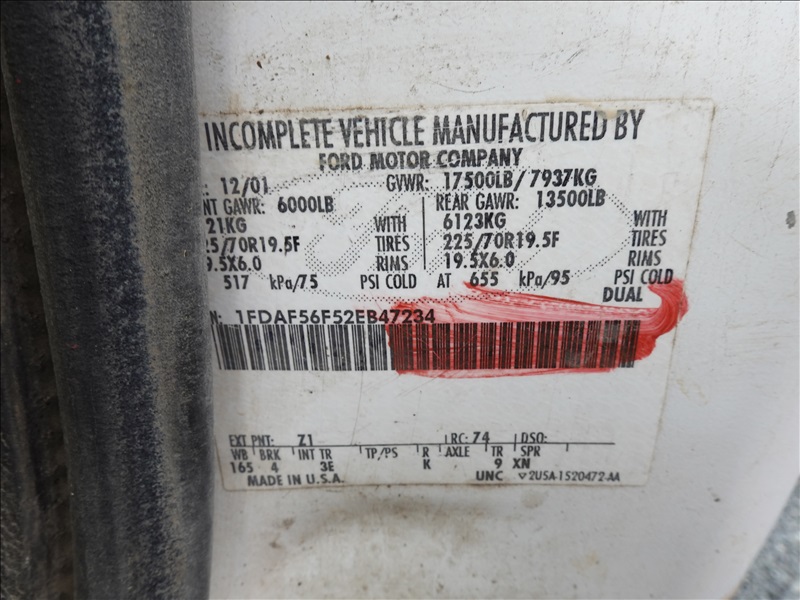 INCOMPLETE VEHICLE MANUFACTURED BY
FORD MOTOR COMPANY
: 12/01 GVWR: 17500LB/ 7937KG
NT GAWR: 6000LB REAR GAWR: 13500LB
21KG WITH 6123KG WITH
25/70R19.5F TIRES 225/70R19.5F TIRES
9.5X6.0 RIMS 19.5X6.0 RIMS
517 kPa/75 PSI COLD AT 655 kPa/95 PSI COLD
DUAL
N: 1FDAF56F52EB47234
EXT PNT: Z1 RC: 74 DSO:
WB BRK INT TR TP/PS R AXLE TR SPR
165 4 3E K 9 XN
MADE IN U.S.A. UNC 2U5A-1520472-AA